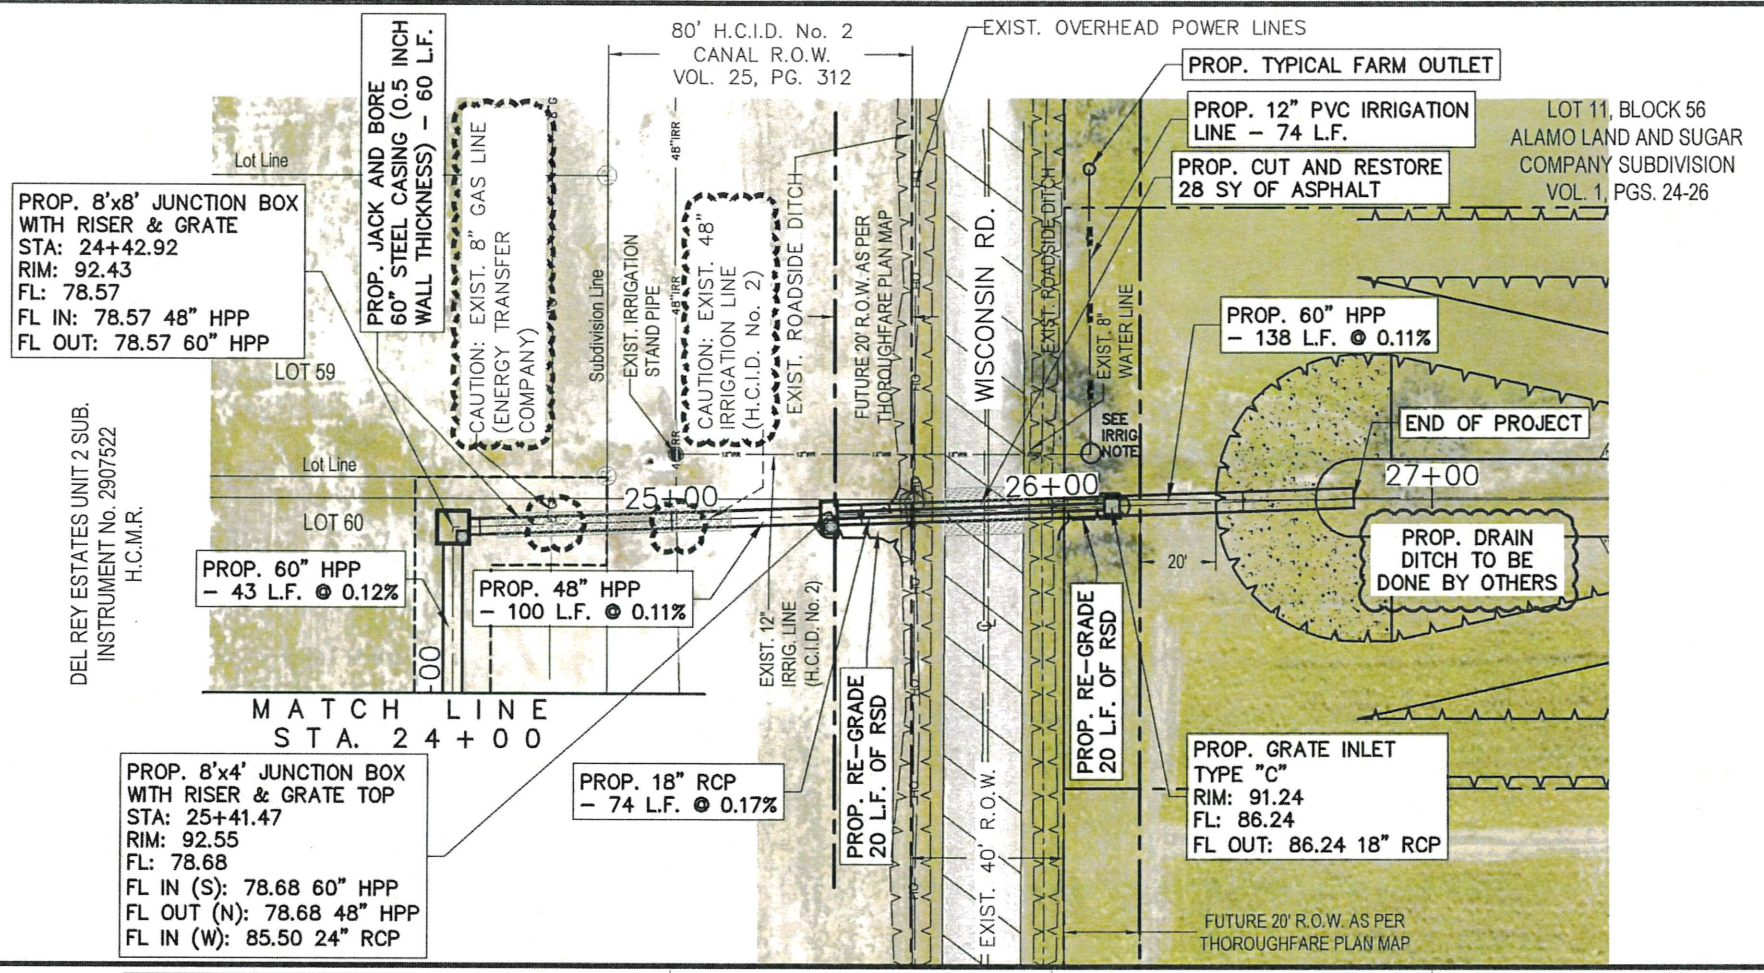 80' H.C.I.D. No. 2
CANAL R.O.W.
VOL. 25, PG. 312
EXIST. OVERHEAD POWER LINES
PROP. TYPICAL FARM OUTLET
PROP. 12" PVC IRRIGATION
LINE - 74 L.F.
PROP. CUT AND RESTORE
28 SY OF ASPHALT
LOT 11, BLOCK 56
ALAMO LAND AND SUGAR
COMPANY SUBDIVISION
VOL. 1, PGS. 24-26
PROP. JACK AND BORE
60" STEEL CASING (0.5 INCH
WALL THICKNESS) - 60 L.F.
CAUTION: EXIST. 8" GAS LINE
(ENERGY TRANSFER
COMPANY)
8"G
Lot Line
PROP. 8'x8' JUNCTION BOX
WITH RISER & GRATE
STA: 24+42.92
RIM: 92.43
FL: 78.57
FL IN: 78.57 48" HPP
FL OUT: 78.57 60" HPP
LOT 59
Subdivision Line
EXIST. IRRIGATION
STAND PIPE
48"IRR
48"IRR
CAUTION: EXIST. 48"
IRRIGATION LINE
(H.C.I.D. No. 2)
EXIST. ROADSIDE DITCH
FUTURE 20' R.O.W. AS PER
THOROUGHFARE PLAN MAP
WISCONSIN RD.
EXIST. ROADSIDE DITCH
EXIST. 8"
WATER LINE
SEE
IRRIG
NOTE
PROP. 60" HPP
- 138 L.F. @ 0.11%
END OF PROJECT
DEL REY ESTATES UNIT 2 SUB.
INSTRUMENT No. 2907522
H.C.M.R.
Lot Line
LOT 60
25+00
26+00
27+00
PROP. DRAIN
DITCH TO BE
DONE BY OTHERS
20'
PROP. 60" HPP
- 43 L.F. @ 0.12%
PROP. 48" HPP
- 100 L.F. @ 0.11%
EXIST. 12"
IRRIG. LINE
(H.C.I.D. No. 2)
PROP. RE-GRADE
20 L.F. OF RSD
PROP. RE-GRADE
20 L.F. OF RSD
MATCH LINE
STA. 24+00
PROP. 8'x4' JUNCTION BOX
WITH RISER & GRATE TOP
STA: 25+41.47
RIM: 92.55
FL: 78.68
FL IN (S): 78.68 60" HPP
FL OUT (N): 78.68 48" HPP
FL IN (W): 85.50 24" RCP
PROP. 18" RCP
- 74 L.F. @ 0.17%
EXIST. 40' R.O.W.
PROP. GRATE INLET
TYPE "C"
RIM: 91.24
FL: 86.24
FL OUT: 86.24 18" RCP
FUTURE 20' R.O.W. AS PER
THOROUGHFARE PLAN MAP